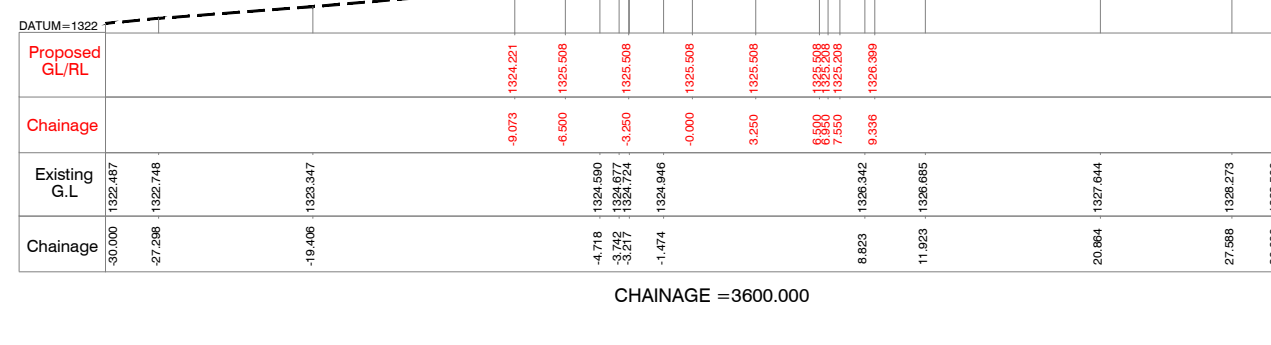 DATUM=1322
Proposed
GL/RL
1324.221 1325.508 1325.508 1325.508 1325.508 1325.508 1325.208 1325.208 1326.399
Chainage
-9.073 -6.500 -3.250 -0.000 3.250 6.500 6.950 7.550 9.336
Existing
G.L
1322.487 1322.748 1323.347 1324.590 1324.677 1324.724 1324.946 1326.342 1326.685 1327.644 1328.273
Chainage
-30.000 -27.298 -19.406 -4.718 -3.742 -3.217 -1.474 8.823 11.923 20.864 27.588
CHAINAGE =3600.000